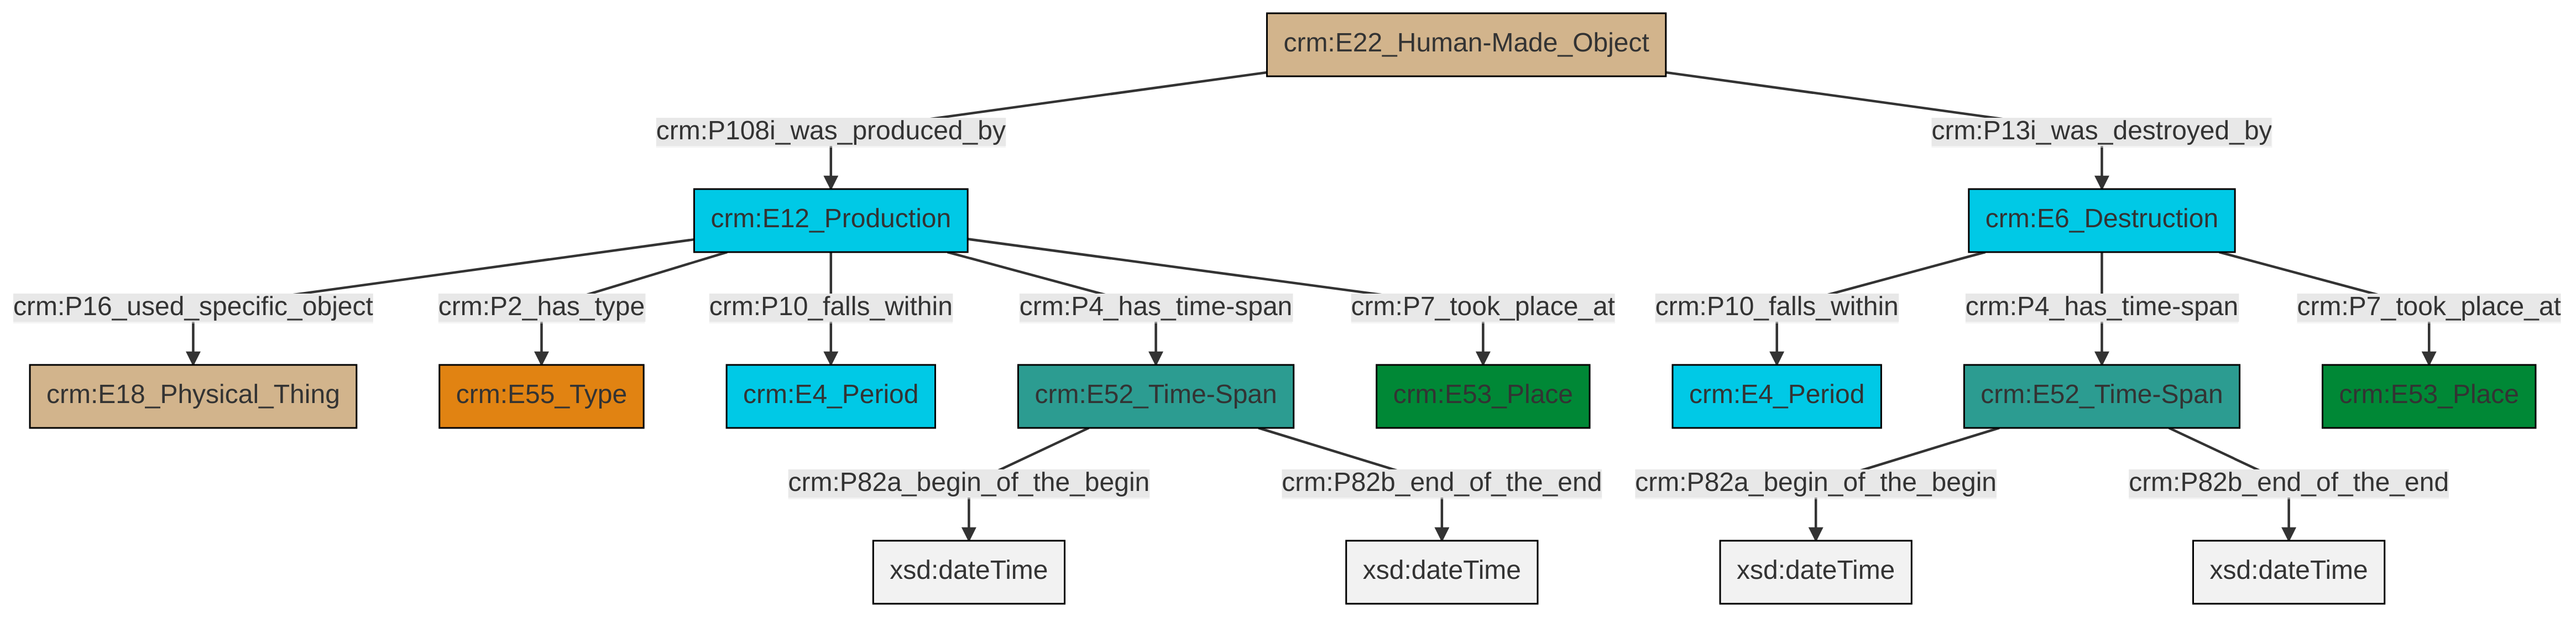 crm:E22_Human-Made_Object
crm:P108i_was_produced_by
crm:P13i_was_destroyed_by
crm:E12_Production
crm:E6_Destruction
crm:P16_used_specific_object
crm:P2_has_type
crm:P10_falls_within
crm:P4_has_time-span
crm:P7_took_place_at
crm:P10_falls_within
crm:P4_has_time-span
crm:P7_took_place_at
crm:E18_Physical_Thing
crm:E55_Type
crm:E4_Period
crm:E52_Time-Span
crm:E53_Place
crm:E4_Period
crm:E52_Time-Span
crm:E53_Place
crm:P82a_begin_of_the_begin
crm:P82b_end_of_the_end
crm:P82a_begin_of_the_begin
crm:P82b_end_of_the_end
xsd:dateTime
xsd:dateTime
xsd:dateTime
xsd:dateTime